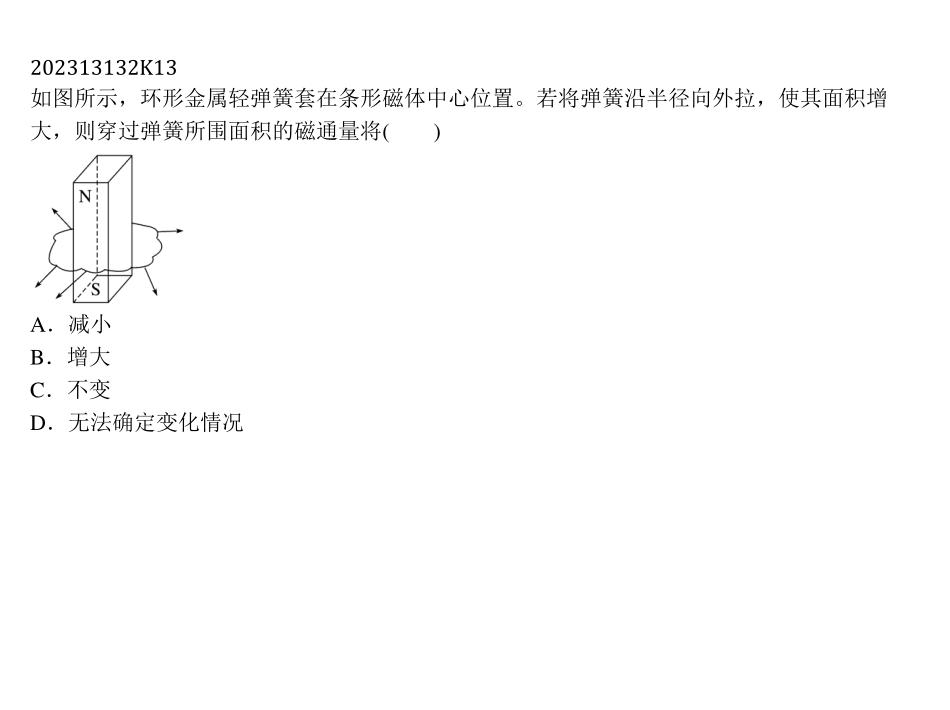 202313132K13
如图所示，环形金属轻弹簧套在条形磁体中心位置。若将弹簧沿半径向外拉，使其面积增
大，则穿过弹簧所围面积的磁通量将(　　)
N
S
A．减小
B．增大
C．不变
D．无法确定变化情况